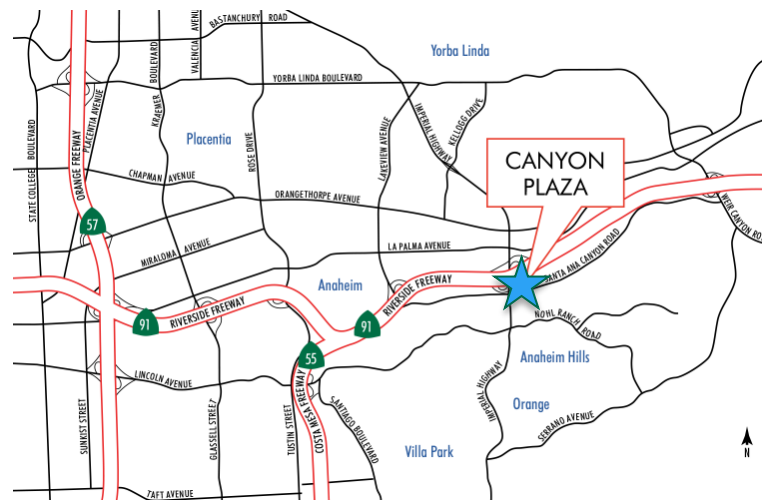 BASTANCHURY ROAD
VALENCIA AVENU
Yorba Linda
BOULEVARD
KRAEMER
YORBA LINDA BOULEVARD
PLACENTIA AVENUE
ORANGE FREEWAY
STATE COLLEGE BOULEVARD
Placentia
ROSE DRIVE
LAKEVIEW AVENUE
IMPERIAL HIGHWAY
KELLOGG DRIVE
CANYON
PLAZA
CHAPMAN AVENUE
ORANGETHORPE AVENUE
WEIR CANYON RO
57
MIRALOMA AVENUE
LA PALMA AVENUE
SANTA ANA CANYON ROAD
Anaheim
RIVERSIDE FREEWAY
91
RIVERSIDE FREEWAY
91
NOHL RANCH
ROAD
55
Anaheim Hills
LINCOLN AVENUE
IMPERIAL HIGHWAY
Orange
SUNKIST STREET
GLASSELL STREET
TUSTIN STREET
COSTA MESA FREEWAY
SANTIAGO BOULEVARD
SERRANO AVENUE
Villa Park
N
TAFT AVENUE